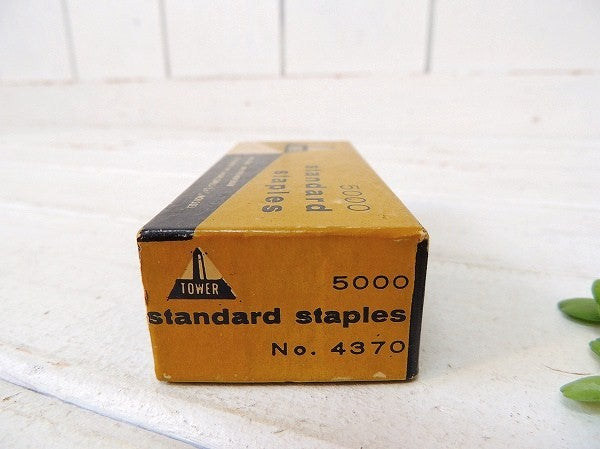 5000
standard
staples
TOWER
5000
standard staples
No. 4370